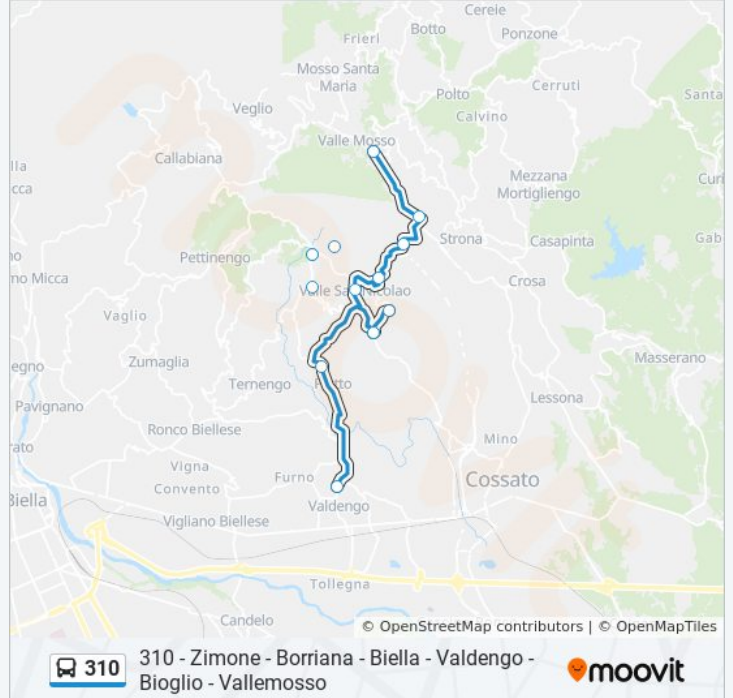 Cereie
Botto
Frieri
Ponzone
Mosso Santa
Maria
Polto
Cerruti
Santa
Veglio
Calvino
Valle Mosso
lla
cca
Callabiana
Mezzana
Mortigliengo
Curi
Strona
Casapinta
Gab
no
Pettinengo
no Micca
Crosa
Valle San Nicolao
Vaglio
Masserano
egno
Zumaglia
Ternengo
Piatto
Lessona
Pavignano
Ronco Biellese
Mino
rato
Vigna
Furno
Cossato
Convento
Biella
Valdengo
Vigliano Biellese
Tollegna
Candelo
© OpenStreetMap contributors | © OpenMapTiles
310
310 - Zimone - Borriana - Biella - Valdengo -
Bioglio - Vallemosso
moovit